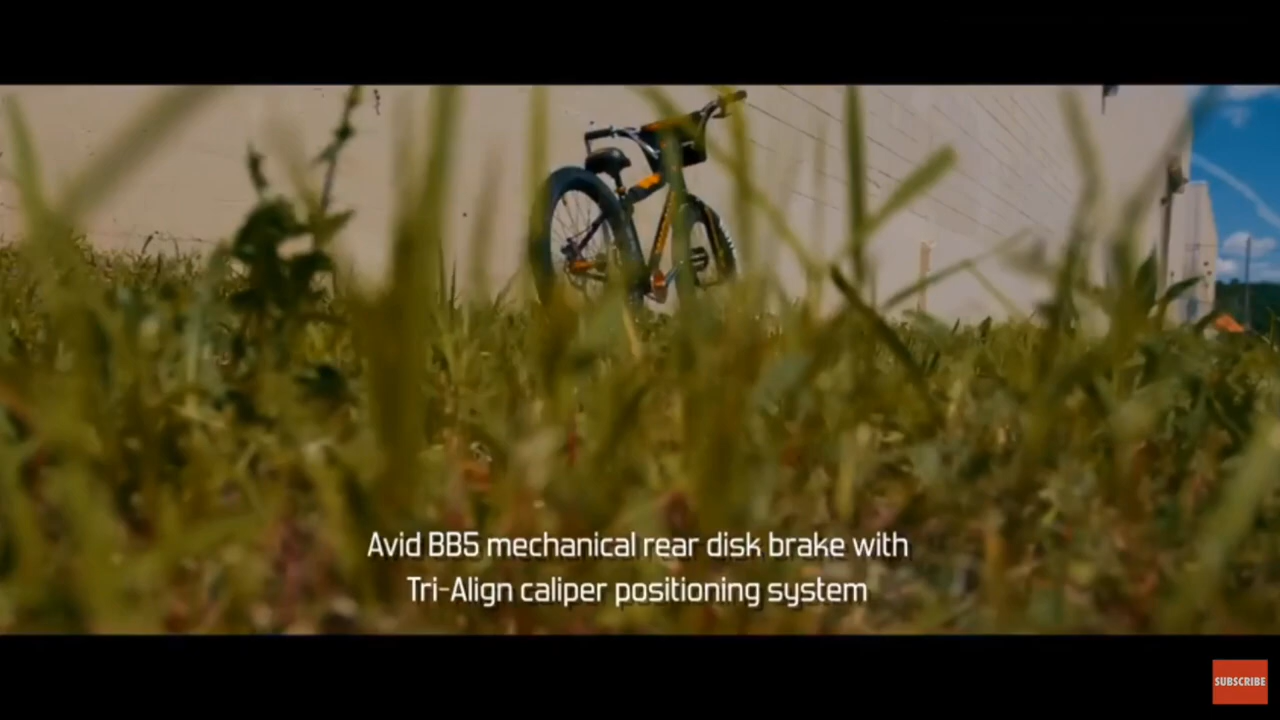 Avid BB5 mechanical rear disk brake with
Tri-Align caliper positioning system
SUBSCRIBE